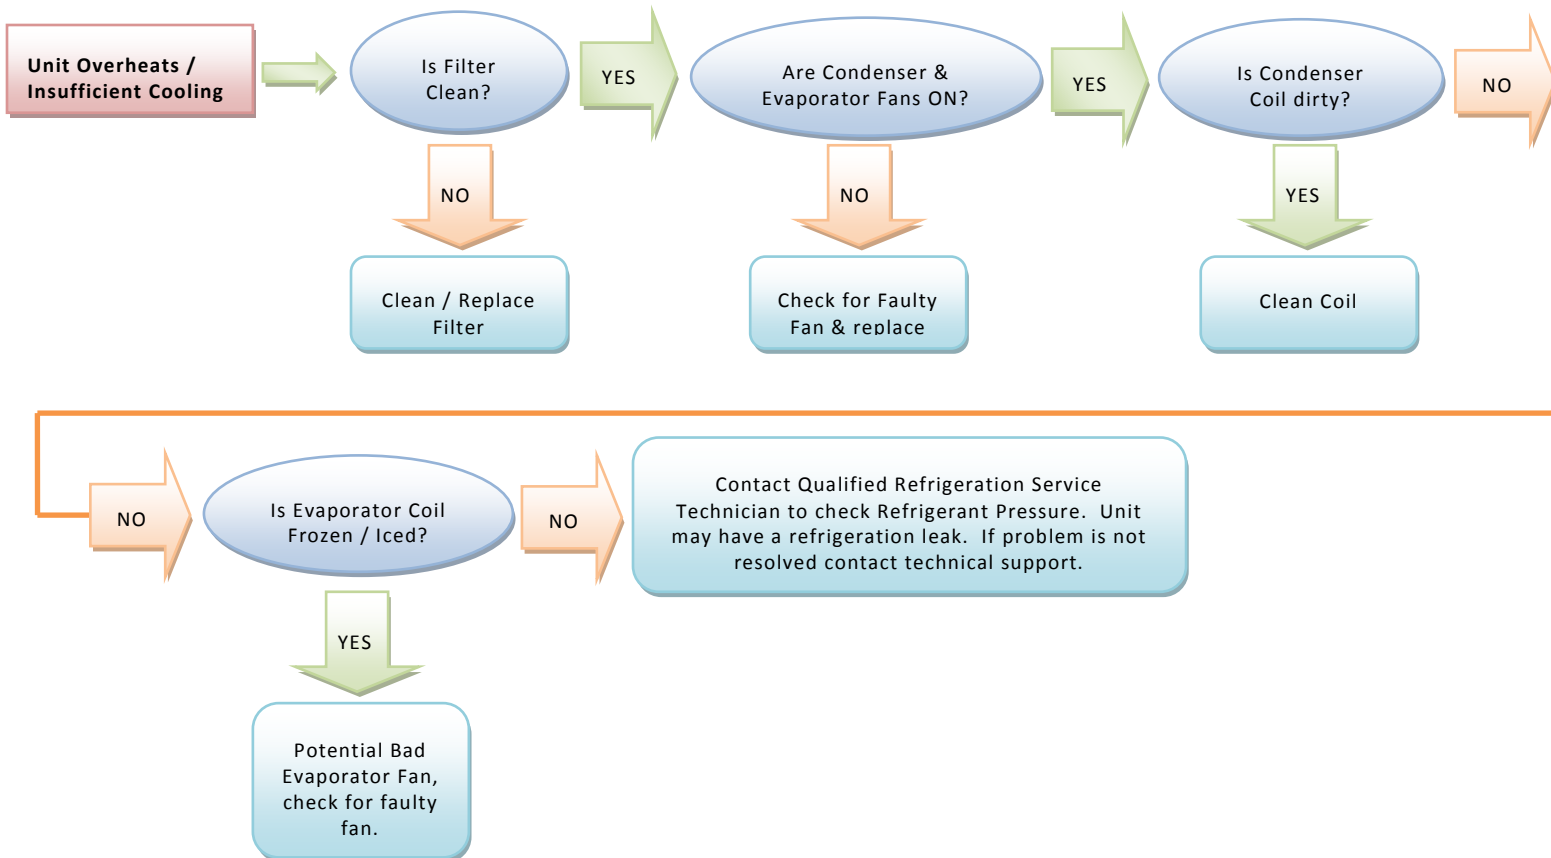 Unit Overheats /
Insufficient Cooling
Is Filter
Clean?
YES
Are Condenser &
Evaporator Fans ON?
YES
Is Condenser
Coil dirty?
NO
NO
NO
YES
Clean / Replace
Filter
Check for Faulty
Fan & replace
Clean Coil
NO
Is Evaporator Coil
Frozen / Iced?
NO
Contact Qualified Refrigeration Service
Technician to check Refrigerant Pressure.  Unit
may have a refrigeration leak.  If problem is not
resolved contact technical support.
YES
Potential Bad
Evaporator Fan,
check for faulty
fan.